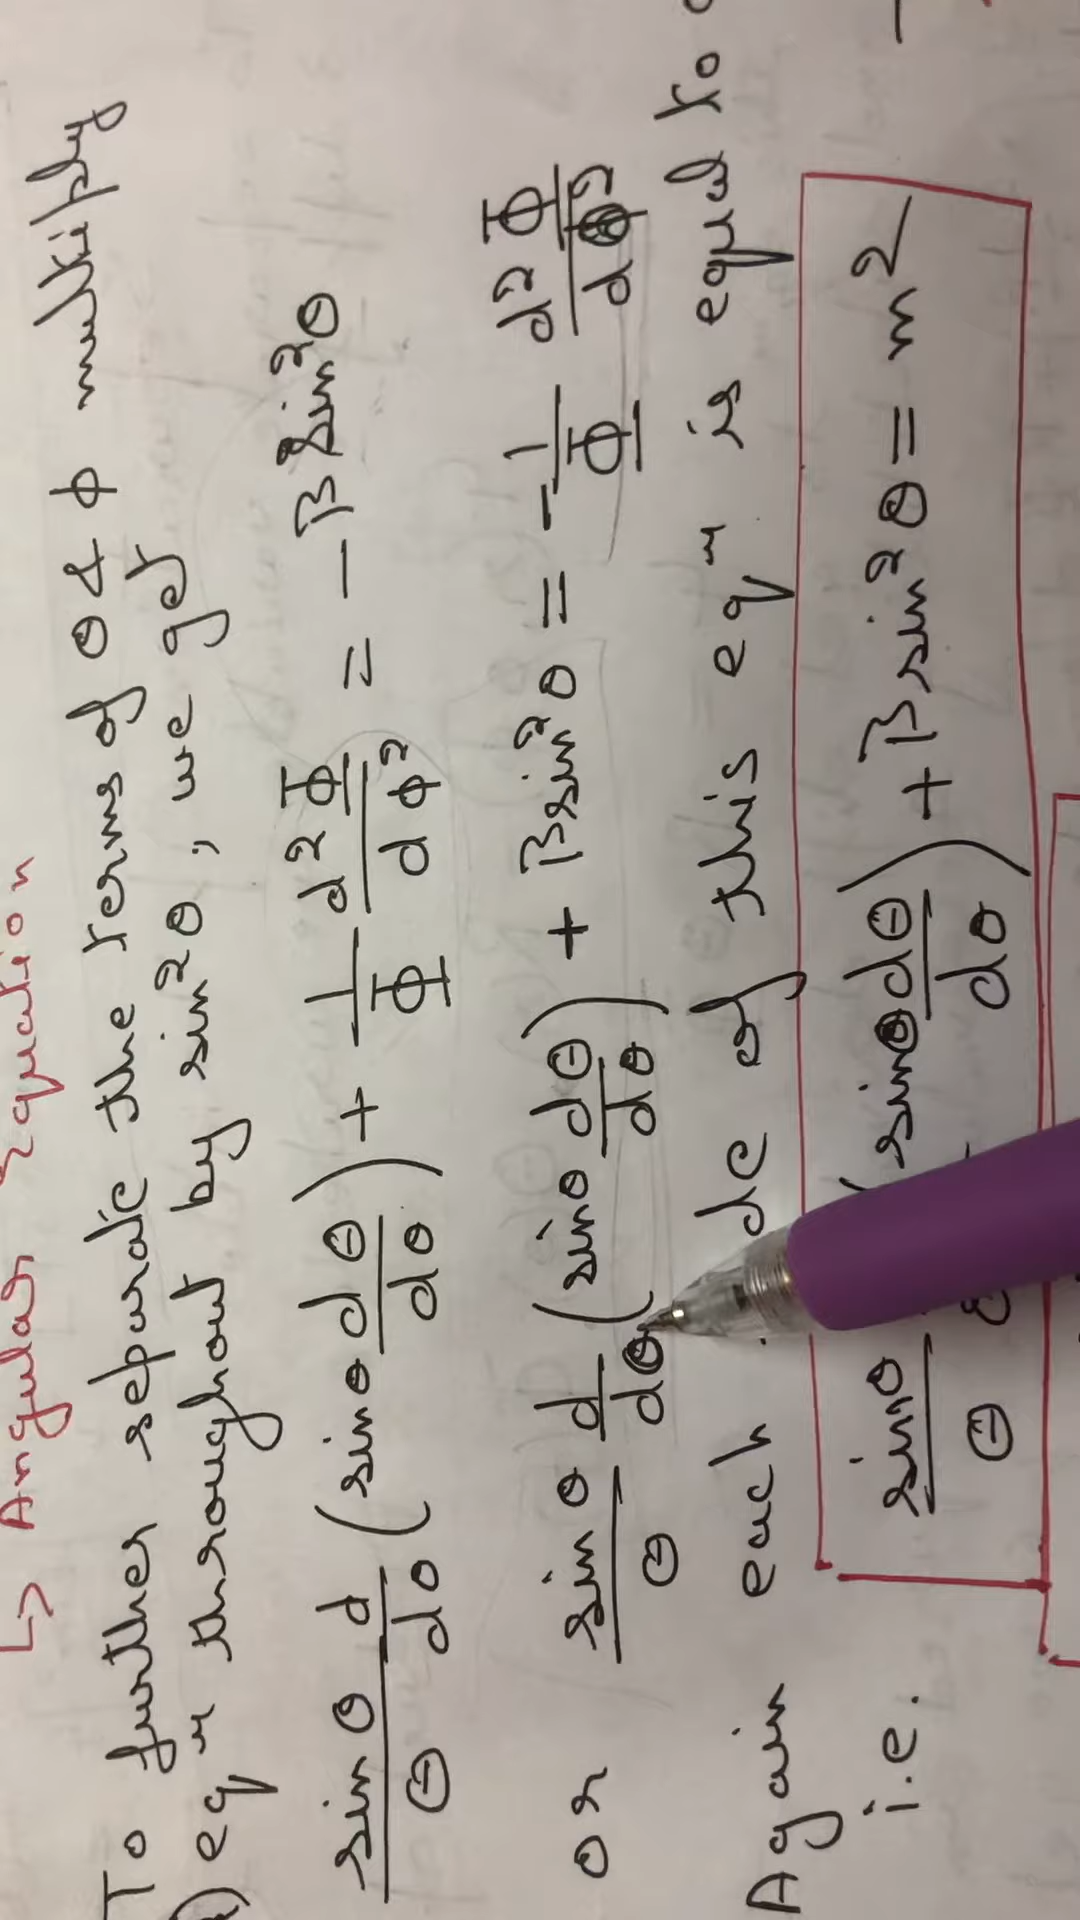 ↳ Angular Equation
To further separate the terms of θ & ϕ multiply
eqn throughout by sin²θ, we get
sinθ/Θ d/dθ (sinθ dΘ/dθ) + 1/Φ d²Φ/dϕ² = - β sin²θ
or sinθ/Θ d/dθ (sinθ dΘ/dθ) + β sin²θ = - 1/Φ d²Φ/dϕ²
Again each of this eqn is equal to
i.e. sinθ/Θ (sinθ dΘ/dθ) + β sin²θ = m²